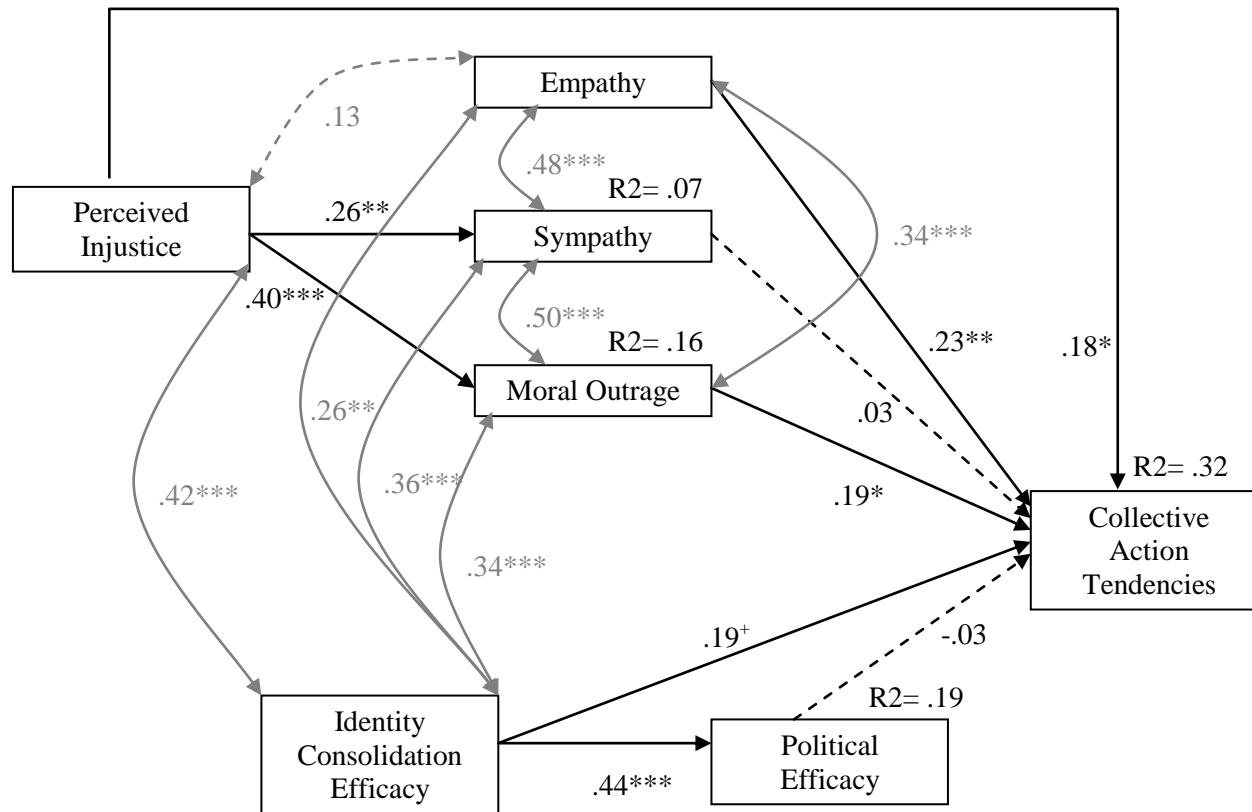 Empathy
.13
.48***
R2= .07
Perceived
Injustice
.26**
Sympathy
.34***
.40***
.50***
R2= .16
.23**
.18*
Moral Outrage
.26**
.03
.36***
.42***
.19*
R2= .32
Collective
Action
Tendencies
.34***
.19+
-.03
R2= .19
Identity
Consolidation
Efficacy
Political
Efficacy
.44***